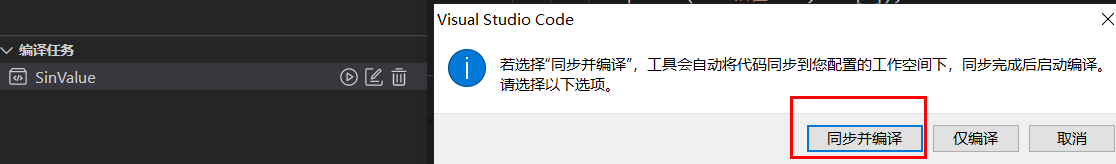 Visual Studio Code
编译任务
SinValue
若选择“同步并编译”，工具会自动将代码同步到您配置的工作空间下，同步完成后启动编译。
请选择以下选项。
同步并编译
仅编译
取消